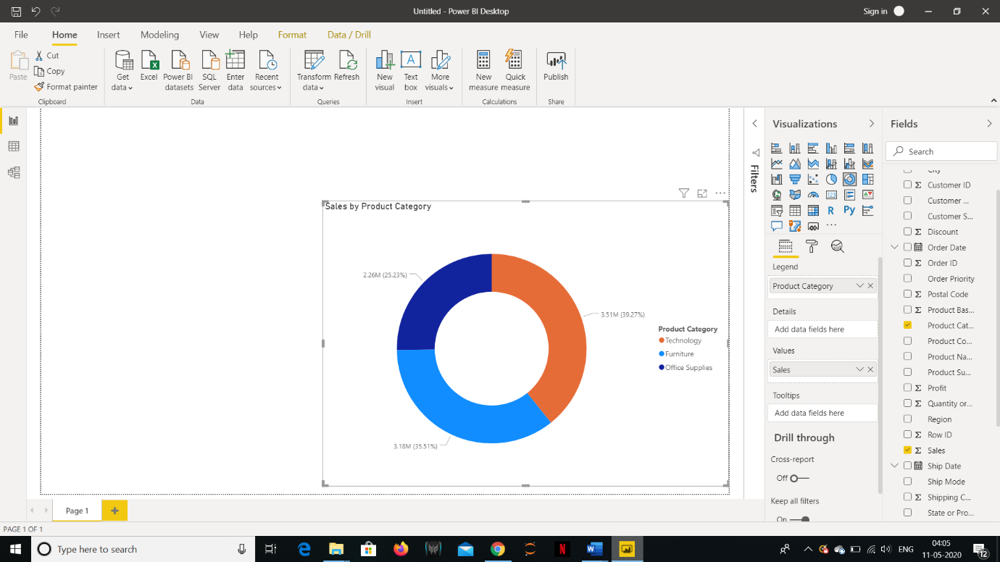 Untitled - Power BI Desktop
Sign in
File Home Insert Modeling View Help Format Data / Drill
Paste
Cut
Copy
Format painter
Clipboard
Get data
Excel
Power BI datasets
SQL Server
Enter data
Recent sources
Data
Transform data
Refresh
Queries
New visual
Text box
More visuals
Insert
New measure
Quick measure
Calculations
Publish
Share
Sales by Product Category
2.26M (25.23%)
3.51M (39.27%)
3.18M (35.51%)
Product Category
Technology
Furniture
Office Supplies
Filters
Visualizations
123
R
Py
Legend
Product Category
Details
Add data fields here
Values
Sales
Tooltips
Add data fields here
Drill through
Cross-report
Off
Keep all filters
On
Fields
Search
City
Σ Customer ID
Customer ...
Customer S...
Σ Discount
Order Date
Σ Order ID
Order Priority
Σ Postal Code
Σ Product Bas...
Product Cat...
Product Co...
Product Na...
Product Su...
Σ Profit
Σ Quantity or...
Region
Σ Row ID
Σ Sales
Ship Date
Ship Mode
Σ Shipping C...
State or Pro...
Page 1
PAGE 1 OF 1
Type here to search
ENG
04:05
11-05-2020
12